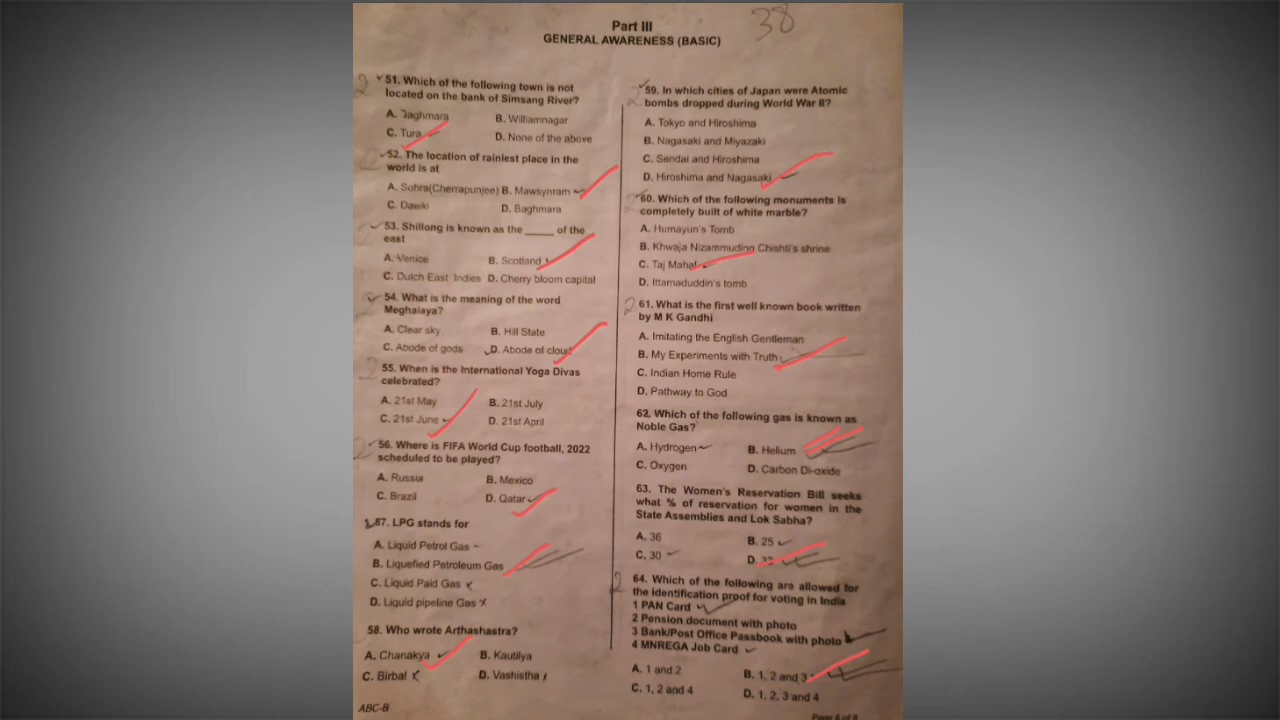 Part III
GENERAL AWARENESS (BASIC)
38
51. Which of the following town is not
located on the bank of Simsang River?
A. Baghmara B. Williamnagar
C. Tura D. None of the above
52. The location of rainiest place in the
world is at
A. Sohra(Cherrapunjee) B. Mawsynram
C. Dawki D. Baghmara
53. Shillong is known as the _____ of the
east
A. Venice B. Scotland
C. Dutch East Indies D. Cherry bloom capital
54. What is the meaning of the word
Meghalaya?
A. Clear sky B. Hill State
C. Abode of gods D. Abode of cloud
55. When is the International Yoga Divas
celebrated?
A. 21st May B. 21st July
C. 21st June D. 21st April
56. Where is FIFA World Cup football, 2022
scheduled to be played?
A. Russia B. Mexico
C. Brazil D. Qatar
57. LPG stands for
A. Liquid Petrol Gas
B. Liquefied Petroleum Gas
C. Liquid Paid Gas
D. Liquid pipeline Gas
58. Who wrote Arthashastra?
A. Chanakya B. Kautilya
C. Birbal D. Vashistha
ABC-B
59. In which cities of Japan were Atomic
bombs dropped during World War II?
A. Tokyo and Hiroshima
B. Nagasaki and Miyazaki
C. Sendai and Hiroshima
D. Hiroshima and Nagasaki
60. Which of the following monuments is
completely built of white marble?
A. Humayun's Tomb
B. Khwaja Nizammuding Chishti's shrine
C. Taj Mahal
D. Ittamaduddin's tomb
61. What is the first well known book written
by M K Gandhi
A. Imitating the English Gentleman
B. My Experiments with Truth
C. Indian Home Rule
D. Pathway to God
62. Which of the following gas is known as
Noble Gas?
A. Hydrogen B. Helium
C. Oxygen D. Carbon Di-oxide
63. The Women's Reservation Bill seeks
what % of reservation for women in the
State Assemblies and Lok Sabha?
A. 36 B. 25
C. 30 D.
64. Which of the following are allowed for
the identification proof for voting in India
1 PAN Card
2 Pension document with photo
3 Bank/Post Office Passbook with photo
4 MNREGA Job Card
A. 1 and 2 B. 1, 2 and 3
C. 1, 2 and 4 D. 1, 2, 3 and 4
Page 6 of 8